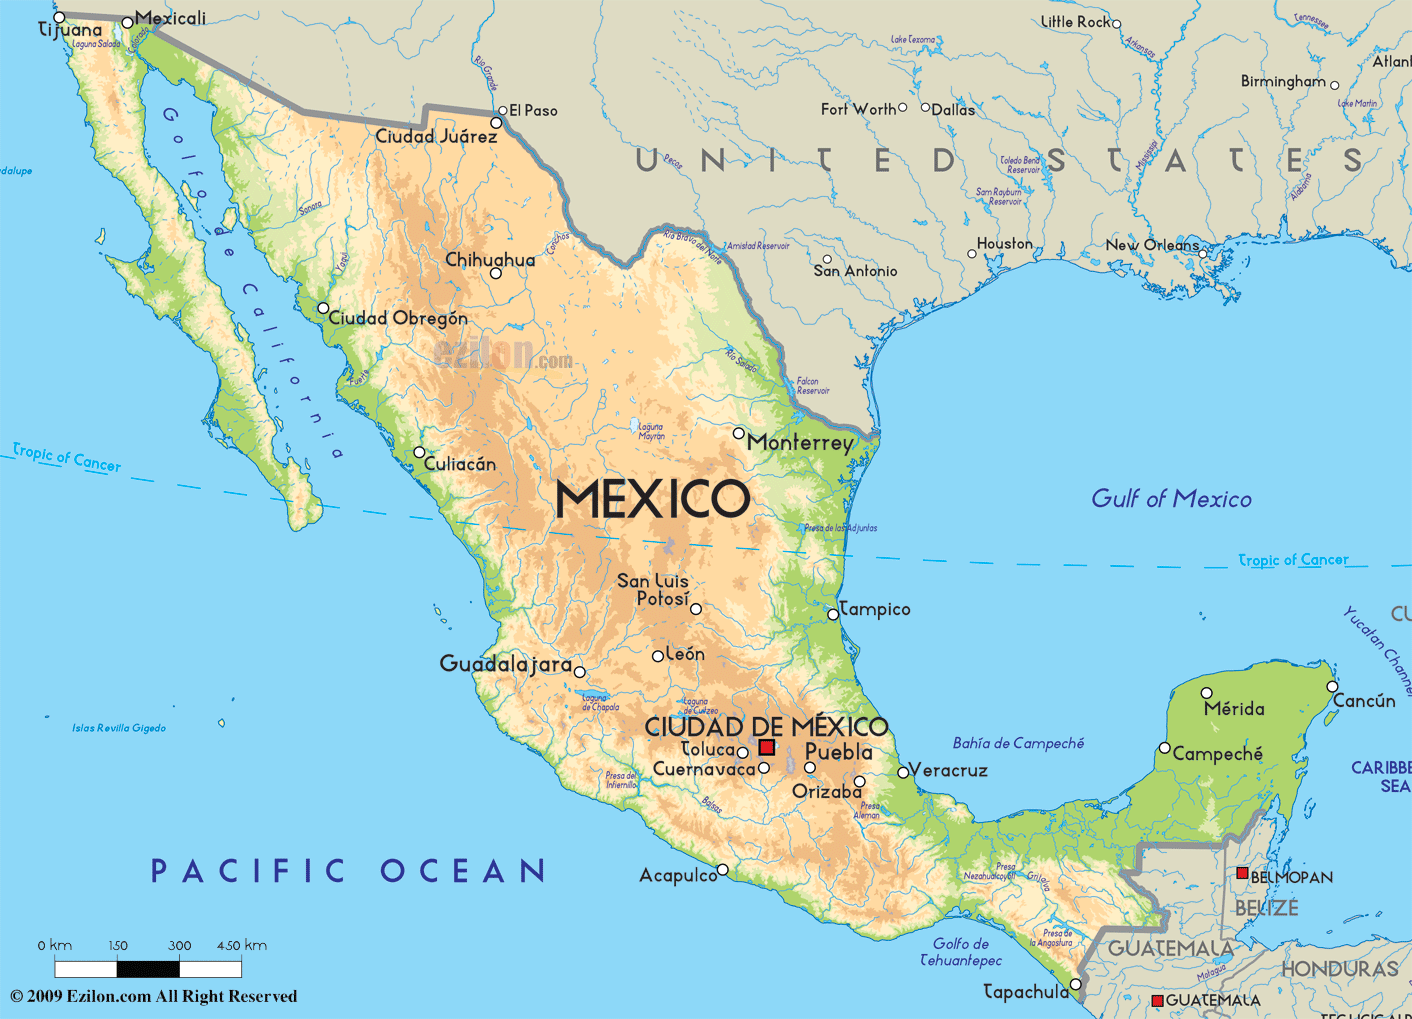 Tijuana
Mexicali
Laguna Salada
Colorado
Little Rock
Tennessee
Arkansas
Lake Texoma
Atlant
Birmingham
Lake Martin
Rio Grande
El Paso
Fort Worth
Dallas
Ciudad Juárez
UNITED STATES
Pecos
Toledo Bend
Reservoir
Mississippi
Sam Rayburn
Reservoir
Alabama
dalupe
Golfo de California
Sonora
Yaqui
Conchos
Río Bravo del Norte
Amistad Reservoir
Houston
New Orleans
San Antonio
Chihuahua
Ciudad Obregón
ezilon.com
Río Salado
Fuerte
Falcon
Reservoir
Laguna
Mayrán
Monterrey
Culiacán
Tropic of Cancer
MEXICO
Gulf of Mexico
Presa de las Adjuntas
Tropic of Cancer
San Luis
Potosí
Tampico
CU
Yucatan Channel
León
Guadalajara
Laguna
de Chapala
Laguna
de Cuitzeo
Cancún
Mérida
Islas Revilla Gigedo
CIUDAD DE MÉXICO
Toluca
Puebla
Bahía de Campeché
Campeché
Cuernavaca
Veracruz
CARIBBE
SEA
Presa del
Infiernillo
Orizaba
Balsas
Presa
Aleman
PACIFIC OCEAN
Acapulco
Presa
Nezahualcoyotl
Grijalva
BELMOPAN
BELIZE
Presa de
la Angostura
Golfo de
Tehuantepec
GUATEMALA
HONDURAS
Motagua
Tapachula
GUATEMALA
TEGUCIGALP
0 km 150 300 450 km
© 2009 Ezilon.com All Right Reserved